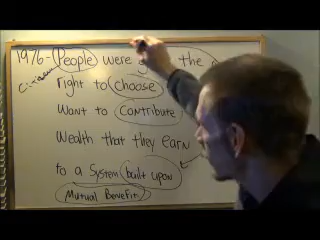 1976- People were g the
Citizen
right to choose
want to contribute
wealth that they earn
to a System built upon
Mutual Benefit